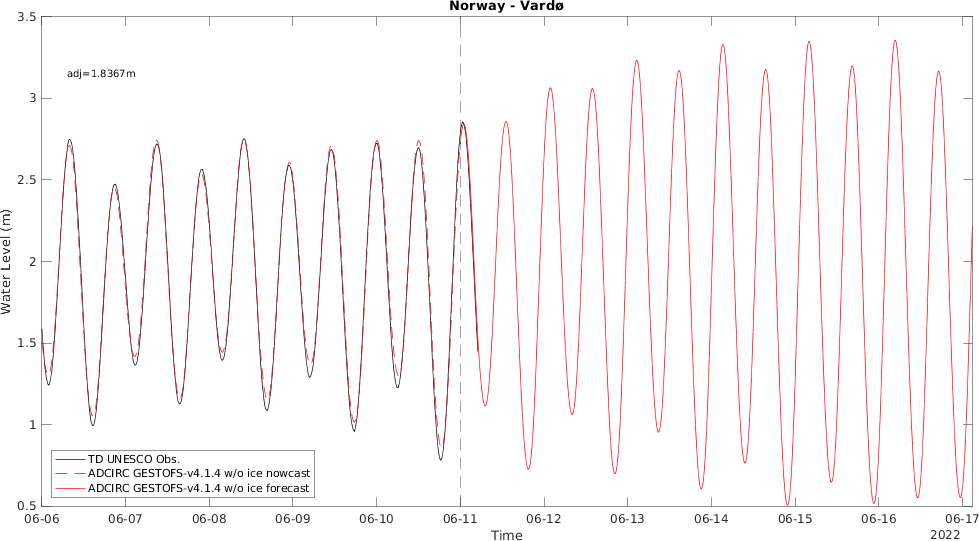 Norway - Vardø
3.5
adj=1.8367m
3
2.5
2
1.5
1
0.5
Water Level (m)
TD UNESCO Obs.
ADCIRC GESTOFS-v4.1.4 w/o ice nowcast
ADCIRC GESTOFS-v4.1.4 w/o ice forecast
06-06 06-07 06-08 06-09 06-10 06-11 06-12 06-13 06-14 06-15 06-16 06-17
Time
2022